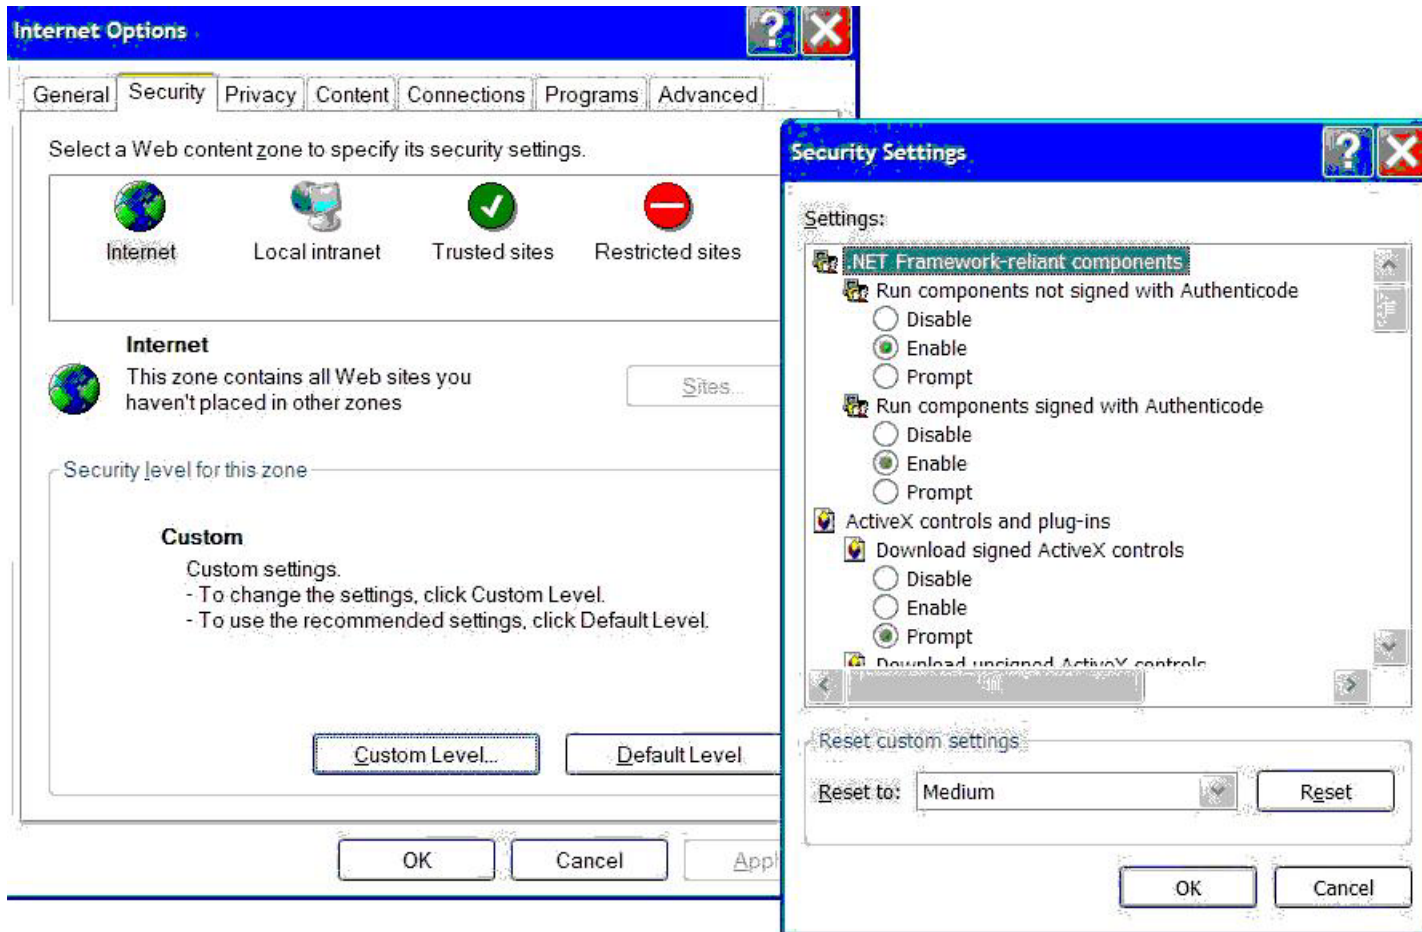 Internet Options
General Security Privacy Content Connections Programs Advanced
Select a Web content zone to specify its security settings.
Internet Local intranet Trusted sites Restricted sites
Internet
This zone contains all Web sites you
haven't placed in other zones
Sites...
Security level for this zone
Custom
Custom settings.
- To change the settings, click Custom Level.
- To use the recommended settings, click Default Level.
Custom Level... Default Level
OK Cancel Appl
Security Settings
Settings:
.NET Framework-reliant components
Run components not signed with Authenticode
Disable
Enable
Prompt
Run components signed with Authenticode
Disable
Enable
Prompt
ActiveX controls and plug-ins
Download signed ActiveX controls
Disable
Enable
Prompt
Download unsigned ActiveX controls
Reset custom settings
Reset to: Medium Reset
OK Cancel